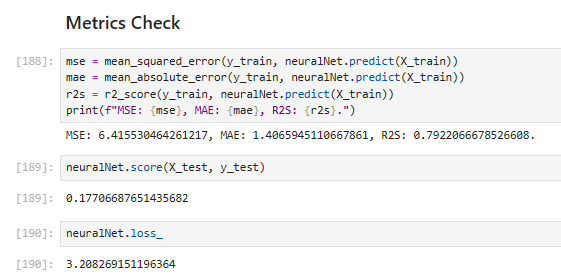 Metrics Check
[188]: mse = mean_squared_error(y_train, neuralNet.predict(X_train))
mae = mean_absolute_error(y_train, neuralNet.predict(X_train))
r2s = r2_score(y_train, neuralNet.predict(X_train))
print(f"MSE: {mse}, MAE: {mae}, R2S: {r2s}.")
MSE: 6.415530464261217, MAE: 1.4065945110667861, R2S: 0.7922066678526608.
[189]: neuralNet.score(X_test, y_test)
[189]: 0.17706687651435682
[190]: neuralNet.loss_
[190]: 3.208269151196364